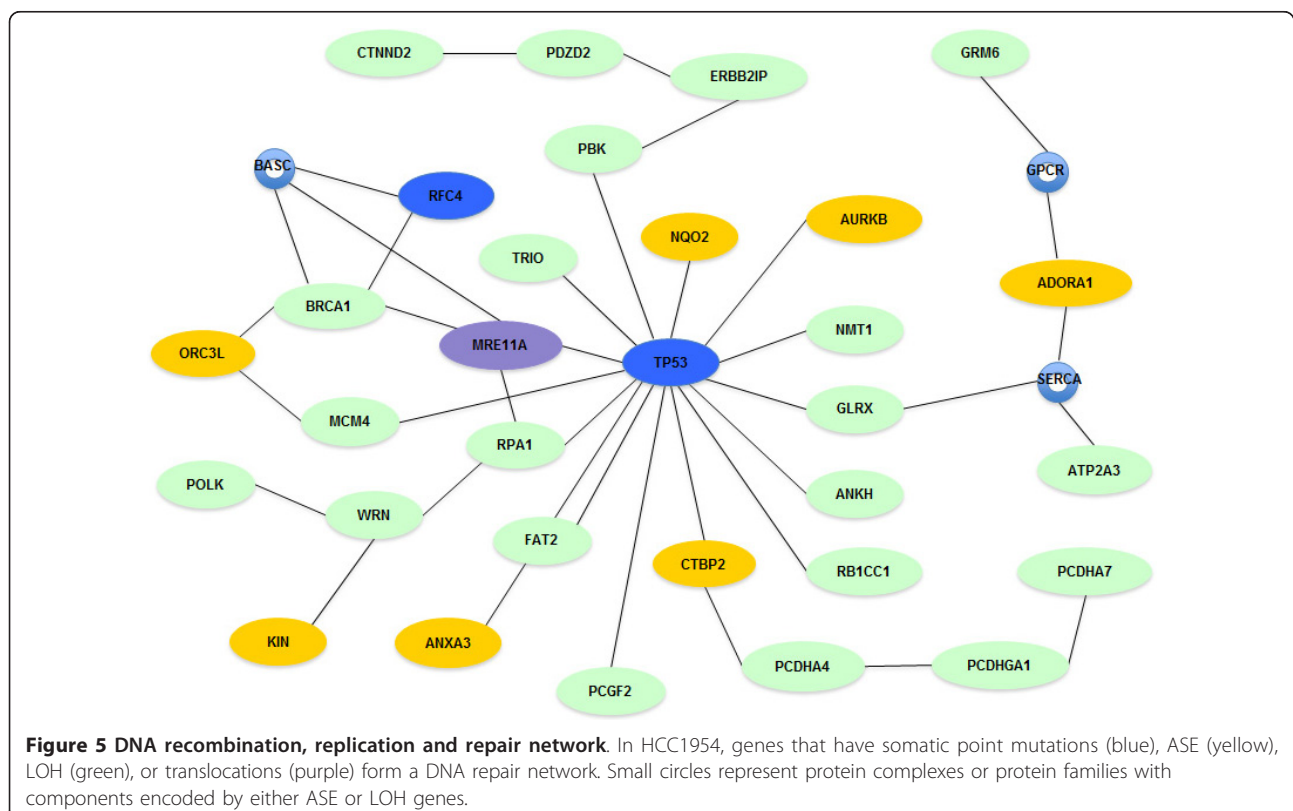 CTNND2
PDZD2
ERBB2IP
GRM6
PBK
BASC
GPCR
RFC4
AURKB
NQO2
TRIO
ADORA1
BRCA1
NMT1
MRE11A
ORC3L
TP53
SERCA
GLRX
MCM4
RPA1
ATP2A3
POLK
ANKH
WRN
FAT2
CTBP2
RB1CC1
PCDHA7
KIN
ANXA3
PCDHA4
PCDHGA1
PCGF2
Figure 5 DNA recombination, replication and repair network. In HCC1954, genes that have somatic point mutations (blue), ASE (yellow),
LOH (green), or translocations (purple) form a DNA repair network. Small circles represent protein complexes or protein families with
components encoded by either ASE or LOH genes.